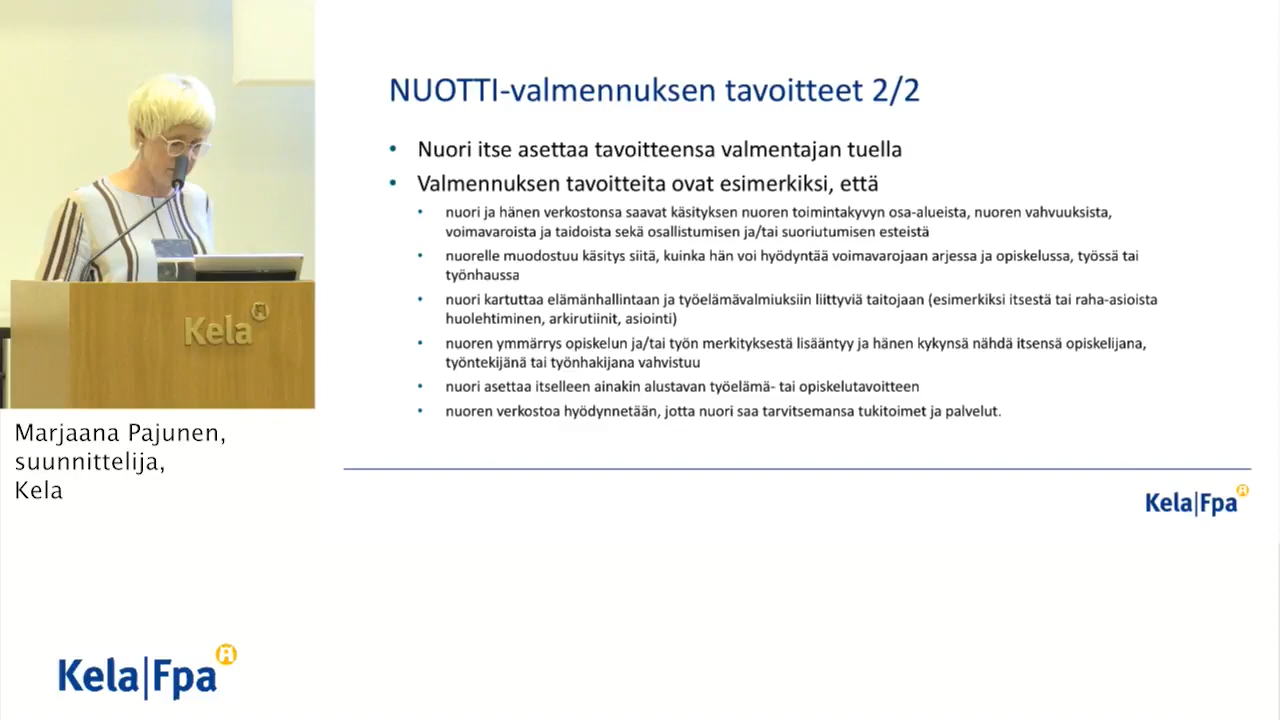 NUOTTI-valmennuksen tavoitteet 2/2
• Nuori itse asettaa tavoitteensa valmentajan tuella
• Valmennuksen tavoitteita ovat esimerkiksi, että
• nuori ja hänen verkostonsa saavat käsityksen nuoren toimintakyvyn osa-alueista, nuoren vahvuuksista,
voimavaroista ja taidoista sekä osallistumisen ja/tai suoriutumisen esteistä
• nuorelle muodostuu käsitys siitä, kuinka hän voi hyödyntää voimavarojaan arjessa ja opiskelussa, työssä tai
työnhaussa
• nuori kartuttaa elämänhallintaan ja työelämävalmiuksiin liittyviä taitojaan (esimerkiksi itsestä tai raha-asioista
huolehtiminen, arkirutiinit, asiointi)
• nuoren ymmärrys opiskelun ja/tai työn merkityksestä lisääntyy ja hänen kykynsä nähdä itsensä opiskelijana,
työntekijänä tai työnhakijana vahvistuu
• nuori asettaa itselleen ainakin alustavan työelämä- tai opiskelutavoitteen
• nuoren verkostoa hyödynnetään, jotta nuori saa tarvitsemansa tukitoimet ja palvelut.
Kela|Fpa
Kela
Marjaana Pajunen,
suunnittelija,
Kela
Kela|Fpa